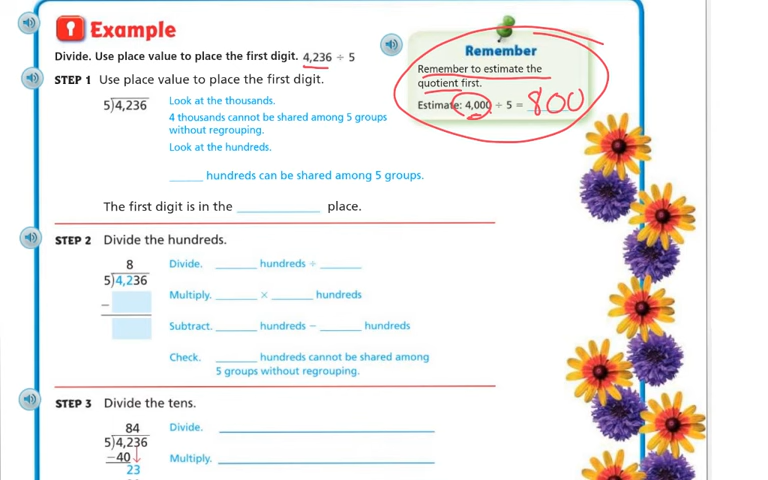 Example
Remember
Divide. Use place value to place the first digit. 4,236 ÷ 5
Remember to estimate the
quotient first.
Estimate: 4,000 ÷ 5 = 800
STEP 1 Use place value to place the first digit.
5)4,236
Look at the thousands.
4 thousands cannot be shared among 5 groups
without regrouping.
Look at the hundreds.
_____ hundreds can be shared among 5 groups.
The first digit is in the _____________ place.
STEP 2 Divide the hundreds.
8
5)4,236
−
Divide. ______ hundreds ÷ ______
Multiply. ______ × ______ hundreds
Subtract. ______ hundreds − ______ hundreds
Check. ______ hundreds cannot be shared among
5 groups without regrouping.
STEP 3 Divide the tens.
84
5)4,236
−40
23
Divide. ______________________________
Multiply. ______________________________